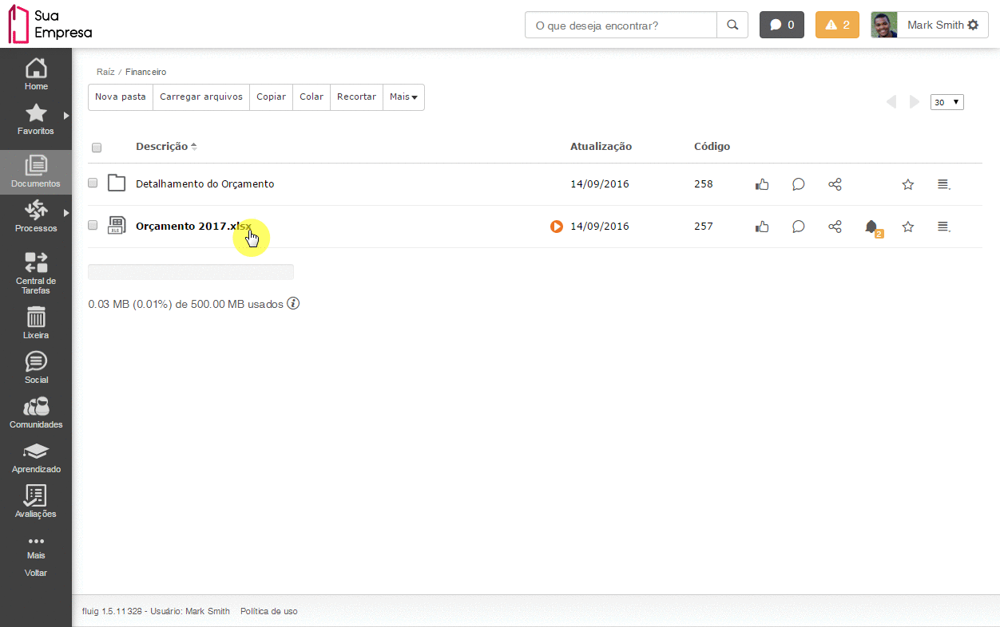 Sua
Empresa
O que deseja encontrar?
0
2
Mark Smith
Home
Favoritos
Documentos
Processos
Central de
Tarefas
Lixeira
Social
Comunidades
Aprendizado
Avaliações
Mais
Voltar
Raíz / Financeiro
Nova pasta
Carregar arquivos
Copiar
Colar
Recortar
Mais
30
Descrição
Atualização
Código
Detalhamento do Orçamento
14/09/2016
258
XLS
Orçamento 2017.xlsx
14/09/2016
257
2
0.03 MB (0.01%) de 500.00 MB usados
fluig 1.5.11328 - Usuário: Mark Smith
Política de uso